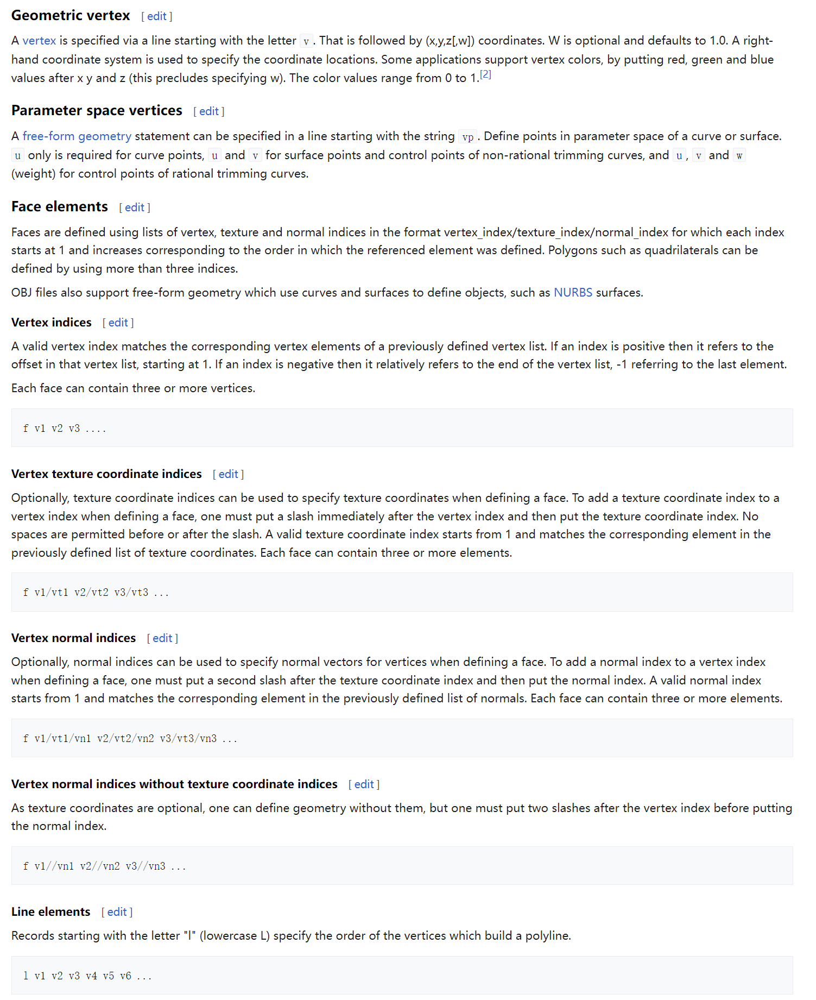 Geometric vertex [ edit ]
A vertex is specified via a line starting with the letter v. That is followed by (x,y,z[,w]) coordinates. W is optional and defaults to 1.0. A right-
hand coordinate system is used to specify the coordinate locations. Some applications support vertex colors, by putting red, green and blue
values after x y and z (this precludes specifying w). The color values range from 0 to 1.[2]
Parameter space vertices [ edit ]
A free-form geometry statement can be specified in a line starting with the string vp. Define points in parameter space of a curve or surface.
u only is required for curve points, u and v for surface points and control points of non-rational trimming curves, and u, v and w
(weight) for control points of rational trimming curves.
Face elements [ edit ]
Faces are defined using lists of vertex, texture and normal indices in the format vertex_index/texture_index/normal_index for which each index
starts at 1 and increases corresponding to the order in which the referenced element was defined. Polygons such as quadrilaterals can be
defined by using more than three indices.
OBJ files also support free-form geometry which use curves and surfaces to define objects, such as NURBS surfaces.
Vertex indices [ edit ]
A valid vertex index matches the corresponding vertex elements of a previously defined vertex list. If an index is positive then it refers to the
offset in that vertex list, starting at 1. If an index is negative then it relatively refers to the end of the vertex list, -1 referring to the last element.
Each face can contain three or more vertices.
f v1 v2 v3 ....
Vertex texture coordinate indices [ edit ]
Optionally, texture coordinate indices can be used to specify texture coordinates when defining a face. To add a texture coordinate index to a
vertex index when defining a face, one must put a slash immediately after the vertex index and then put the texture coordinate index. No
spaces are permitted before or after the slash. A valid texture coordinate index starts from 1 and matches the corresponding element in the
previously defined list of texture coordinates. Each face can contain three or more elements.
f v1/vt1 v2/vt2 v3/vt3 ...
Vertex normal indices [ edit ]
Optionally, normal indices can be used to specify normal vectors for vertices when defining a face. To add a normal index to a vertex index
when defining a face, one must put a second slash after the texture coordinate index and then put the normal index. A valid normal index
starts from 1 and matches the corresponding element in the previously defined list of normals. Each face can contain three or more elements.
f v1/vt1/vn1 v2/vt2/vn2 v3/vt3/vn3 ...
Vertex normal indices without texture coordinate indices [ edit ]
As texture coordinates are optional, one can define geometry without them, but one must put two slashes after the vertex index before putting
the normal index.
f v1//vn1 v2//vn2 v3//vn3 ...
Line elements [ edit ]
Records starting with the letter "l" (lowercase L) specify the order of the vertices which build a polyline.
l v1 v2 v3 v4 v5 v6 ...